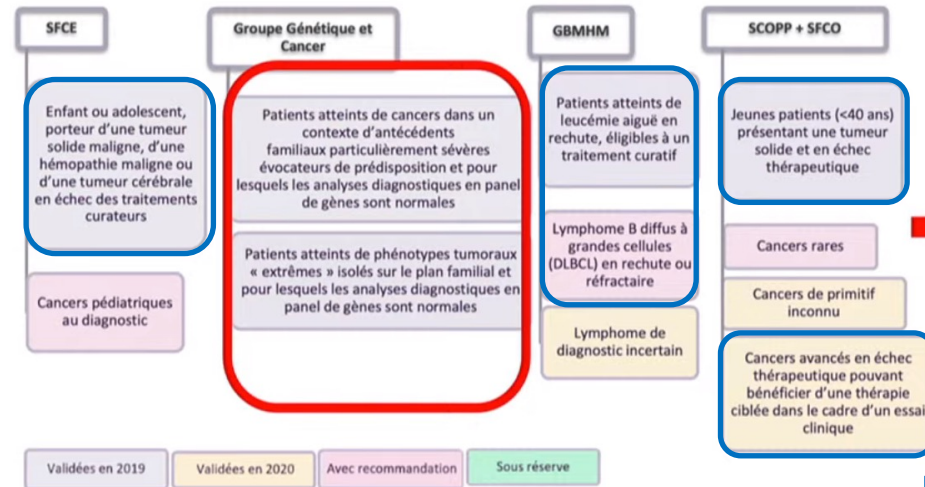 SFCE
Enfant ou adolescent,
porteur d'une tumeur
solide maligne, d'une
hémopathie maligne ou
d'une tumeur cérébrale
en échec des traitements
curateurs
Cancers pédiatriques
au diagnostic
Groupe Génétique et
Cancer
Patients atteints de cancers dans un
contexte d'antécédents
familiaux particulièrement sévères
évocateurs de prédisposition et pour
lesquels les analyses diagnostiques en panel
de gènes sont normales
Patients atteints de phénotypes tumoraux
« extrêmes » isolés sur le plan familial et
pour lesquels les analyses diagnostiques en
panel de gènes sont normales
GBMHM
Patients atteints de
leucémie aiguë en
rechute, éligibles à un
traitement curatif
Lymphome B diffus à
grandes cellules
(DLBCL) en rechute ou
réfractaire
Lymphome de
diagnostic incertain
SCOPP + SFCO
Jeunes patients (<40 ans)
présentant une tumeur
solide et en échec
thérapeutique
Cancers rares
Cancers de primitif
inconnu
Cancers avancés en échec
thérapeutique pouvant
bénéficier d'une thérapie
ciblée dans le cadre d'un essai
clinique
Validées en 2019
Validées en 2020
Avec recommandation
Sous réserve